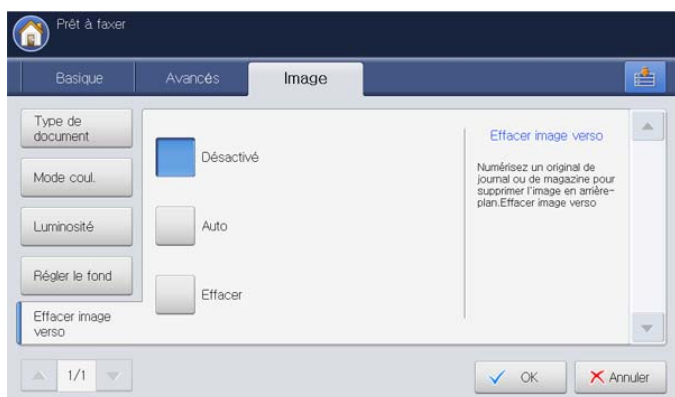 Prêt à faxer
Basique
Avancés
Image
Type de
document
Mode coul.
Luminosité
Régler le fond
Effacer image
verso
Désactivé
Auto
Effacer
Effacer image verso
Numérisez un original de
journal ou de magazine pour
supprimer l'image en arrière-
plan.Effacer image verso
1/1
OK
Annuler